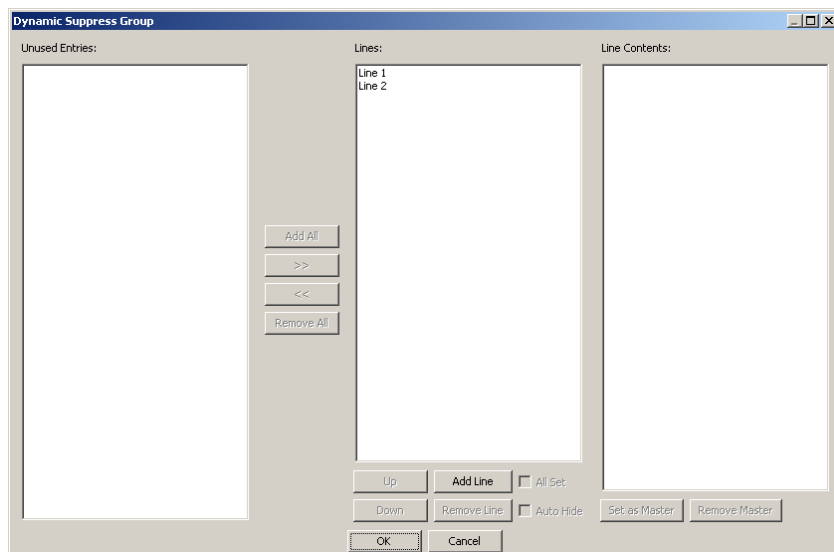 Dynamic Suppress Group
Unused Entries:
Lines:
Line Contents:
Line 1
Line 2
Add All
>>
<<
Remove All
Up
Add Line
All Set
Down
Remove Line
Auto Hide
Set as Master
Remove Master
OK
Cancel